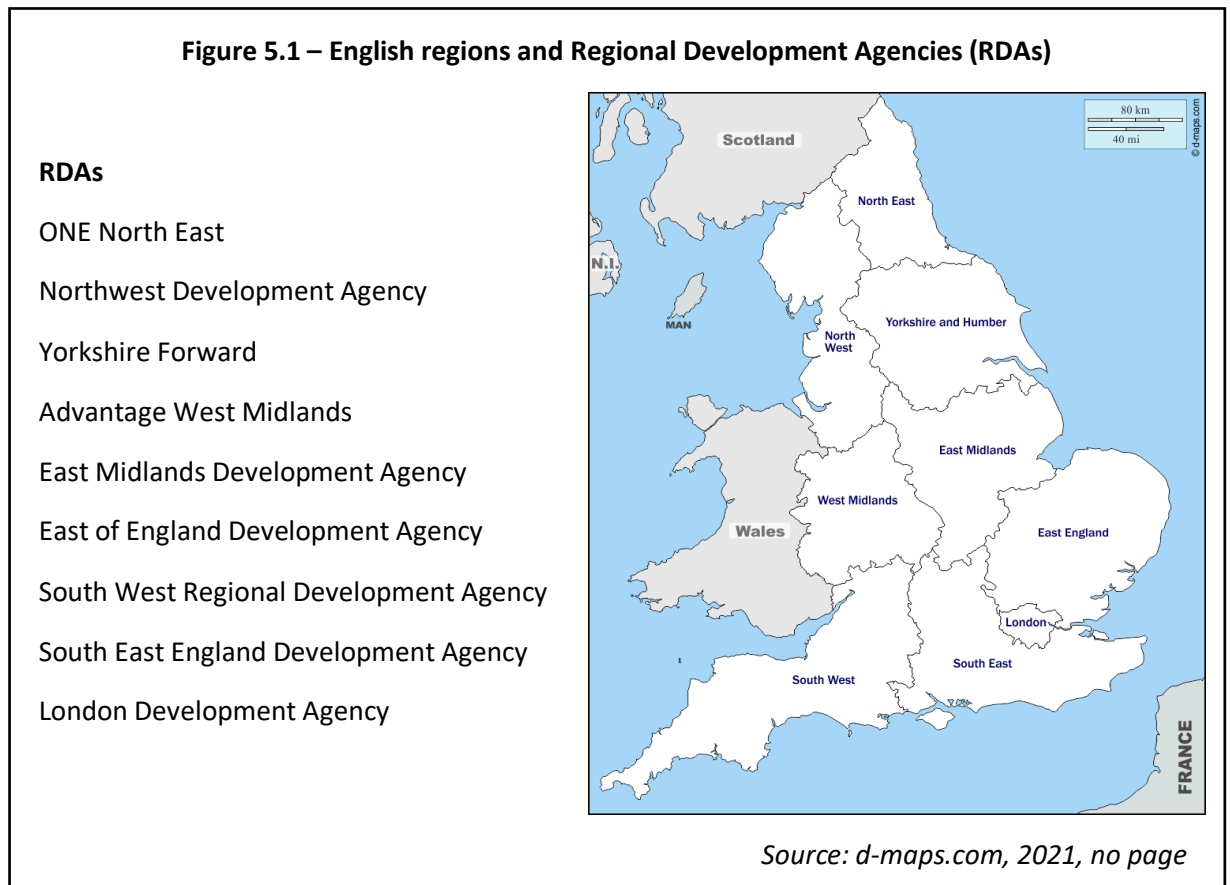 Figure 5.1 – English regions and Regional Development Agencies (RDAs)
RDAs
ONE North East
Northwest Development Agency
Yorkshire Forward
Advantage West Midlands
East Midlands Development Agency
East of England Development Agency
South West Regional Development Agency
South East England Development Agency
London Development Agency
80 km
40 mi
© d-maps.com
Scotland
North East
N.I.
MAN
North
West
Yorkshire and Humber
East Midlands
West Midlands
Wales
East England
London
South East
South West
FRANCE
Source: d-maps.com, 2021, no page